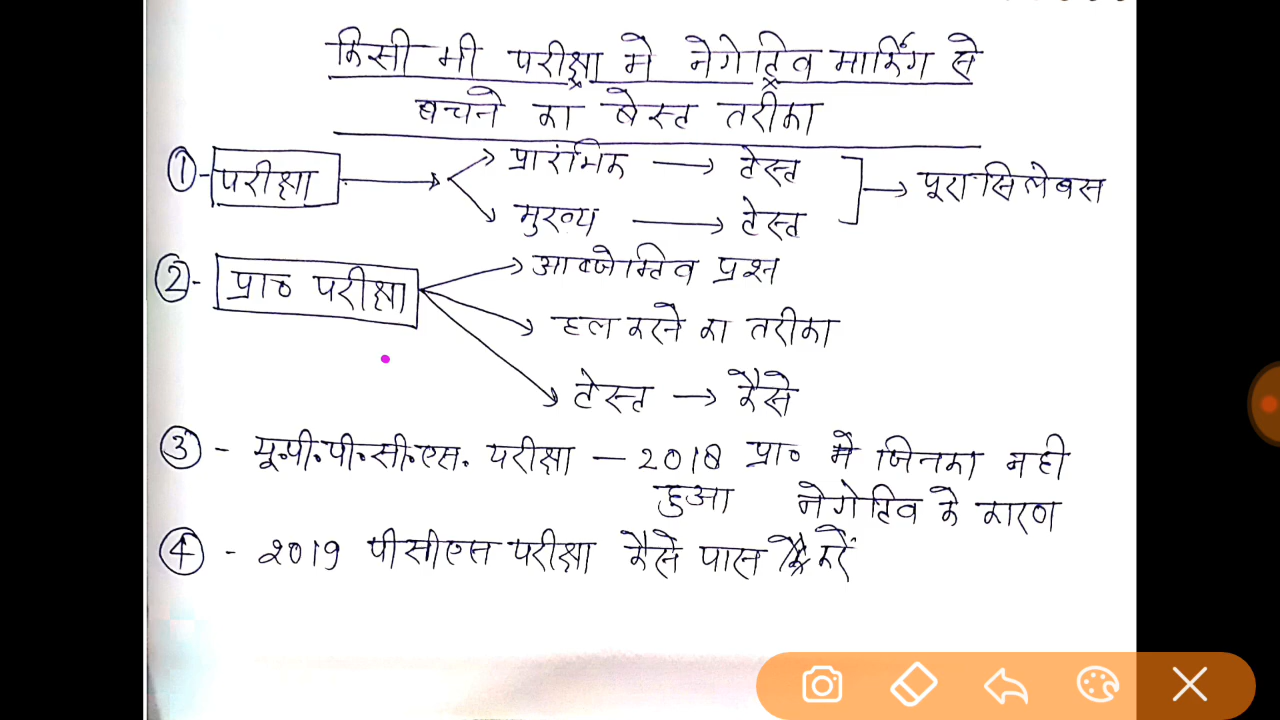 किसी भी परीक्षा मे नेगेट्रिव मार्किंग से
बचने का बेस्ट तरीका
① - परीक्षा → प्रारंभिक → टेस्ट
मुख्य → टेस्ट → पूरा सिलेबस
② - प्रा० परीक्षा → आब्जेक्टिव प्रश्न
→ हल करने का तरीका
→ टेस्ट → कैसे
③ - यू.पी.पी.सी.एस. परीक्षा – 2018 प्रा० मे जिनका नही
हुआ नेगेटिव के कारण
④ - 2019 पीसीएस परीक्षा कैसे पास करें